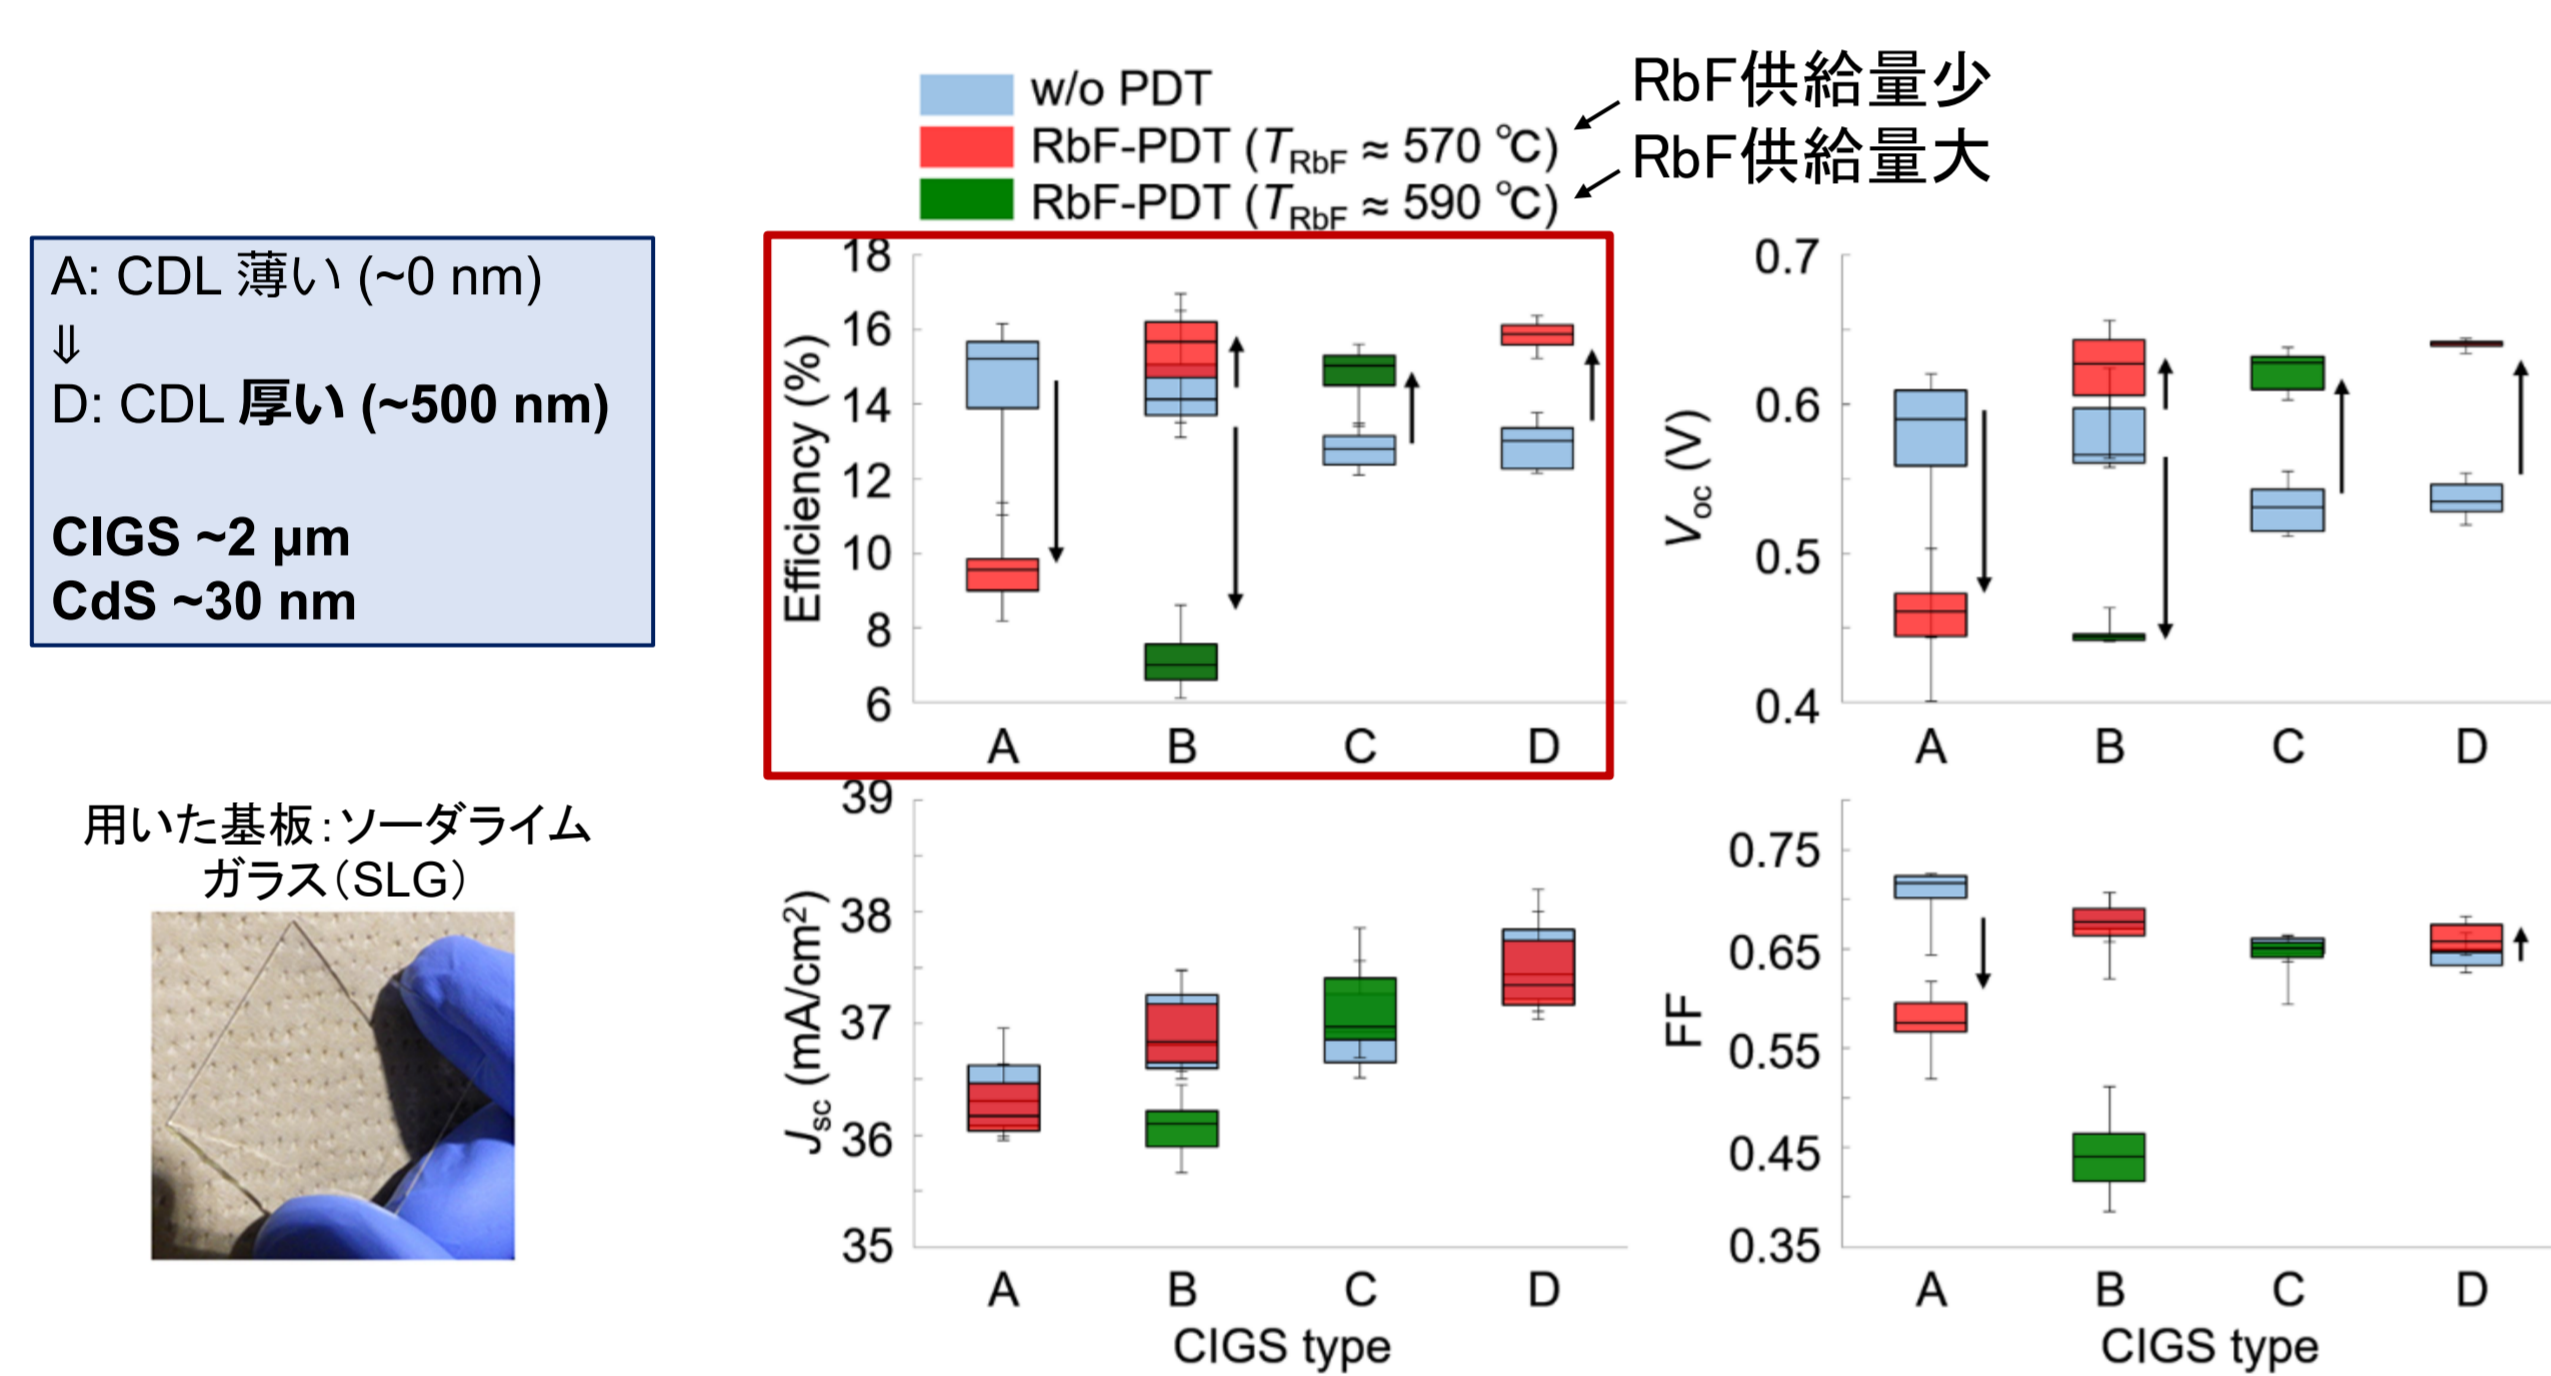 w/o PDT
RbF-PDT (TRbF ≈ 570 ℃)
RbF-PDT (TRbF ≈ 590 ℃)
RbF供給量少
RbF供給量大
A: CDL 薄い (~0 nm)
⇓
D: CDL 厚い (~500 nm)
CIGS ~2 μm
CdS ~30 nm
用いた基板：ソーダライム
ガラス（SLG）
Efficiency (%)
18
16
14
12
10
8
6
A B C D
Voc (V)
0.7
0.6
0.5
0.4
A B C D
Jsc (mA/cm2)
39
38
37
36
35
A B C D
CIGS type
FF
0.75
0.65
0.55
0.45
0.35
A B C D
CIGS type